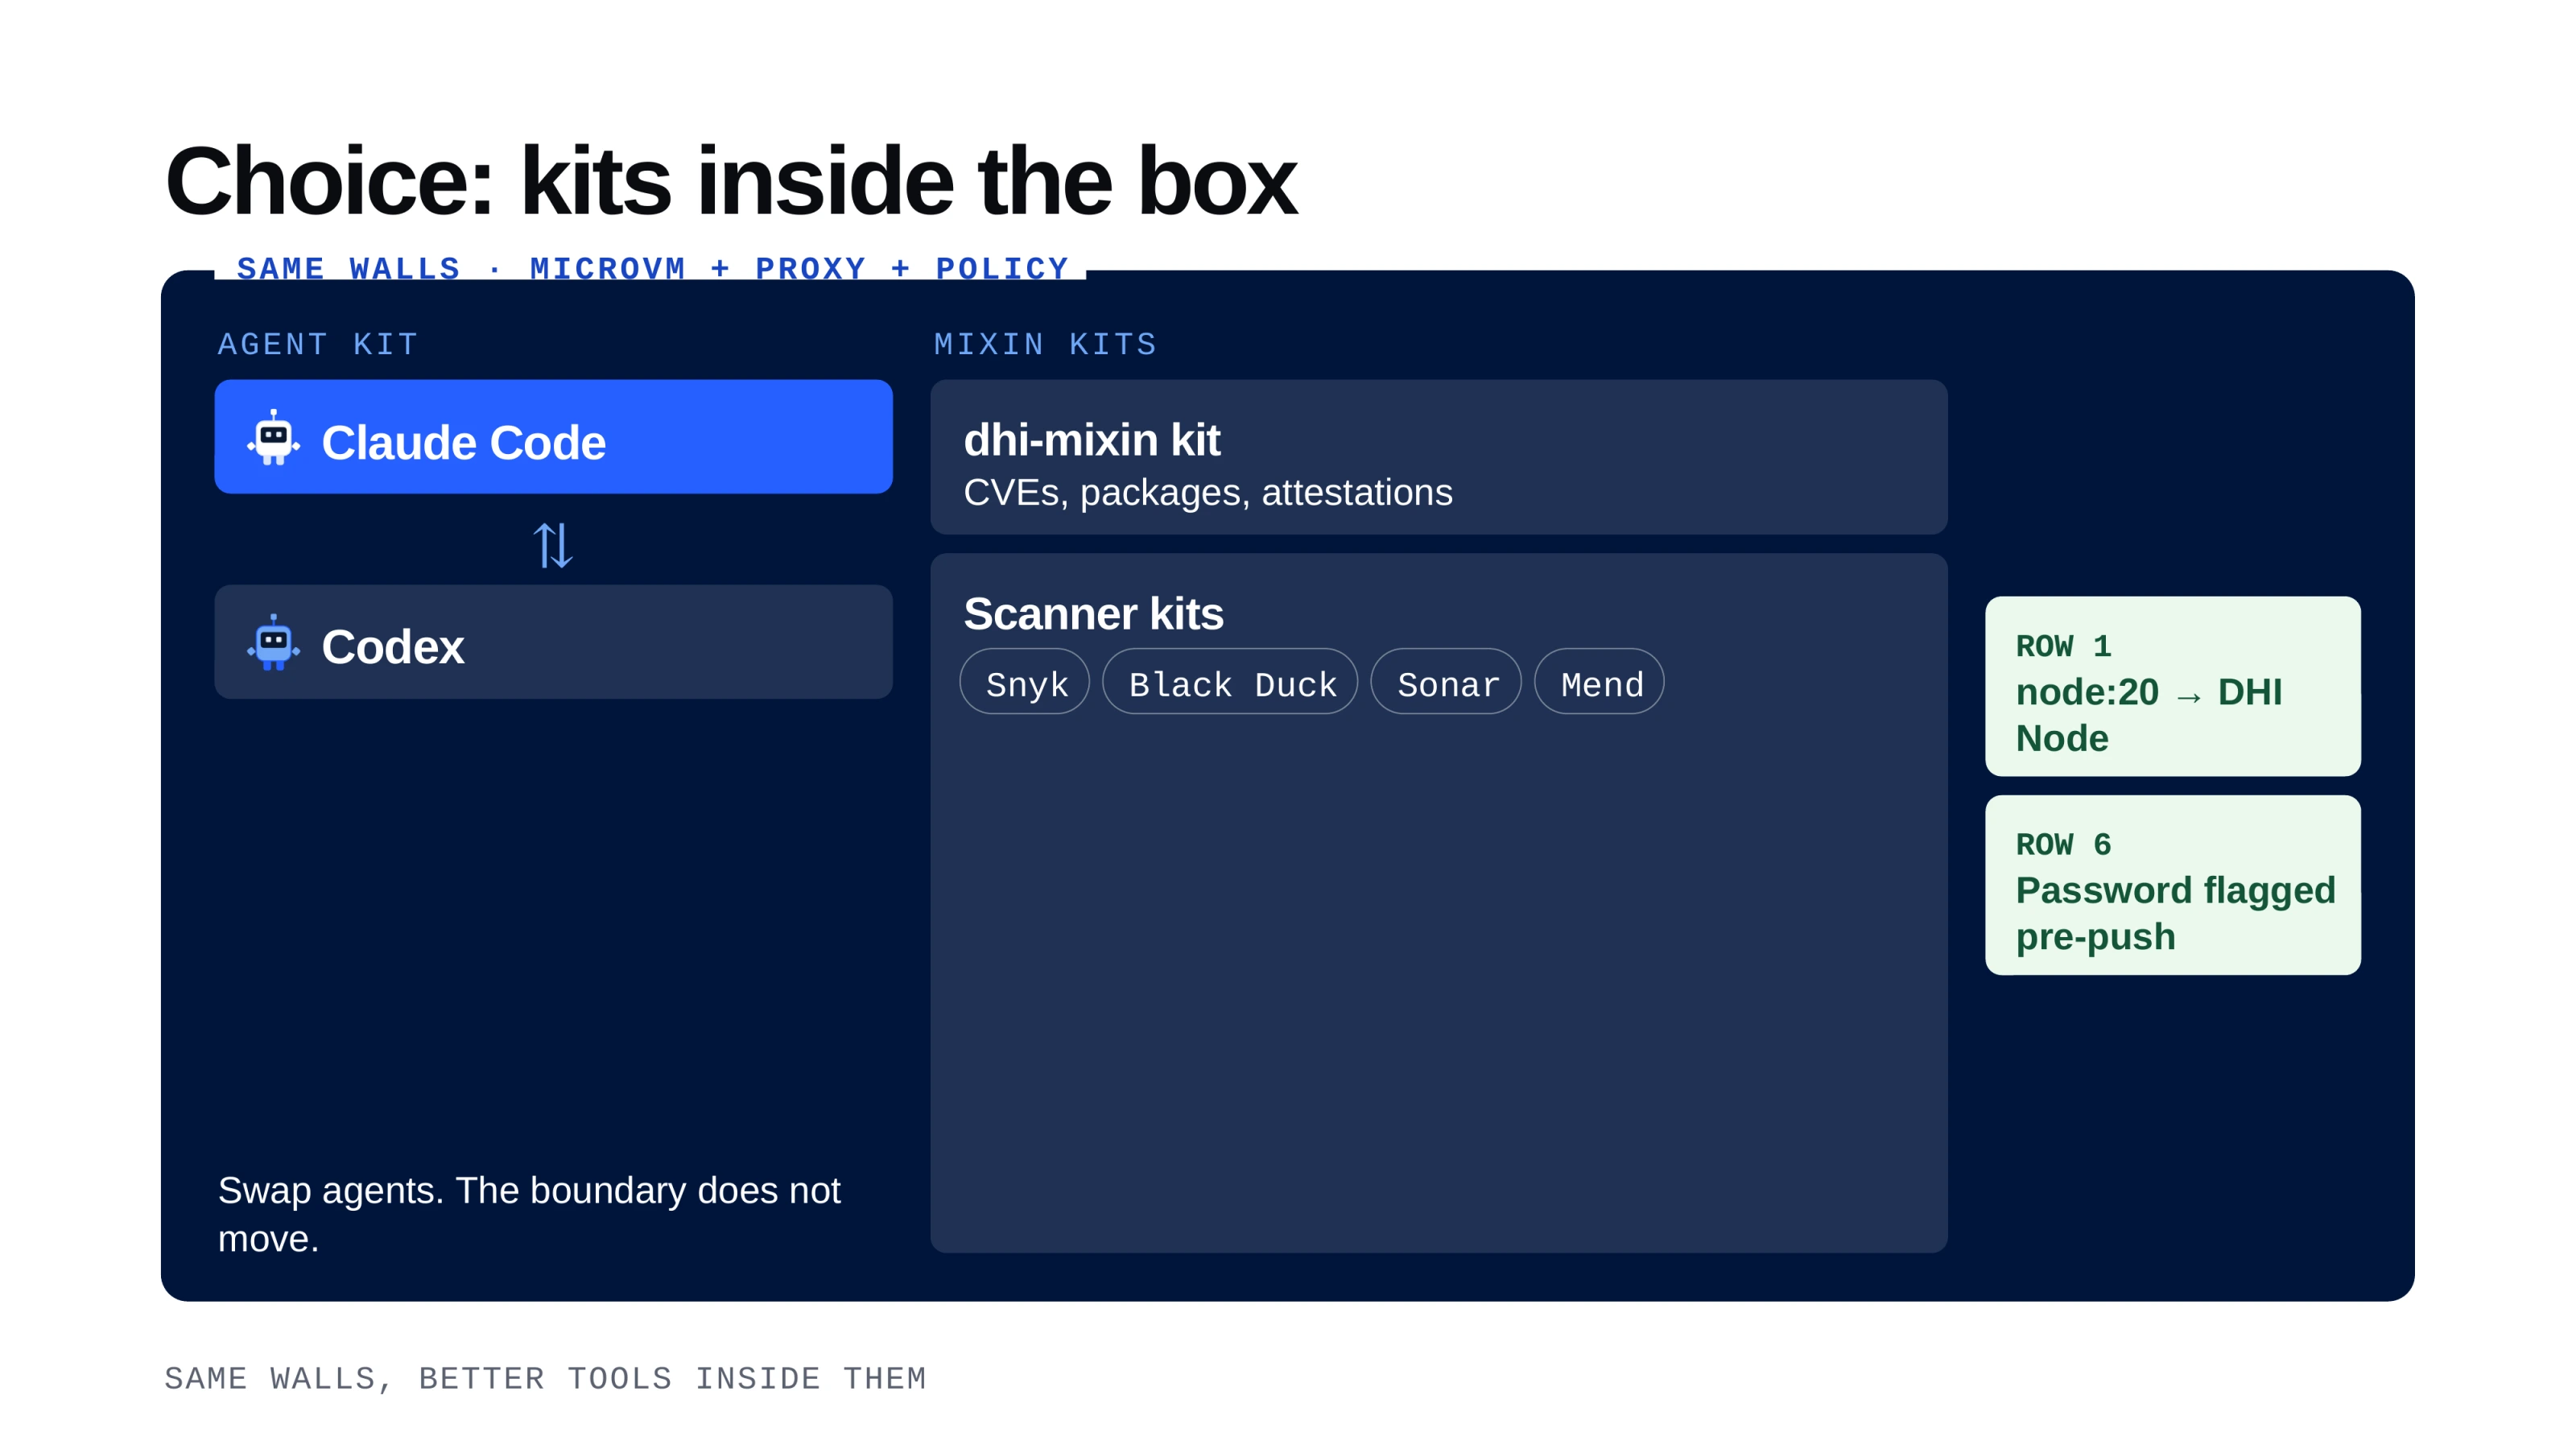 Choice: kits inside the box
SAME WALLS · MICROVM + PROXY + POLICY
AGENT KIT
Claude Code
⇅
Codex
Swap agents. The boundary does not
move.
MIXIN KITS
dhi-mixin kit
CVEs, packages, attestations
Scanner kits
Snyk Black Duck Sonar Mend
ROW 1
node:20 → DHI
Node
ROW 6
Password flagged
pre-push
SAME WALLS, BETTER TOOLS INSIDE THEM